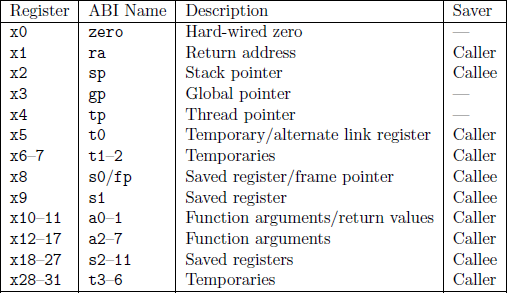 Register ABI Name Description Saver
x0 zero Hard-wired zero —
x1 ra Return address Caller
x2 sp Stack pointer Callee
x3 gp Global pointer —
x4 tp Thread pointer —
x5 t0 Temporary/alternate link register Caller
x6–7 t1–2 Temporaries Caller
x8 s0/fp Saved register/frame pointer Callee
x9 s1 Saved register Callee
x10–11 a0–1 Function arguments/return values Caller
x12–17 a2–7 Function arguments Caller
x18–27 s2–11 Saved registers Callee
x28–31 t3–6 Temporaries Caller